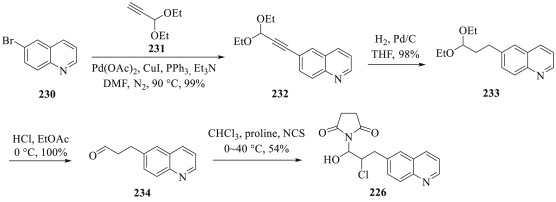 OEt
OEt
231
Br
N
230
Pd(OAc)2, CuI, PPh3, Et3N
DMF, N2, 90 °C, 99%
OEt
EtO
N
232
H2, Pd/C
THF, 98%
OEt
EtO
N
233
HCl, EtOAc
0 °C, 100%
O
N
234
CHCl3, proline, NCS
0~40 °C, 54%
O
N
O
HO
Cl
N
226